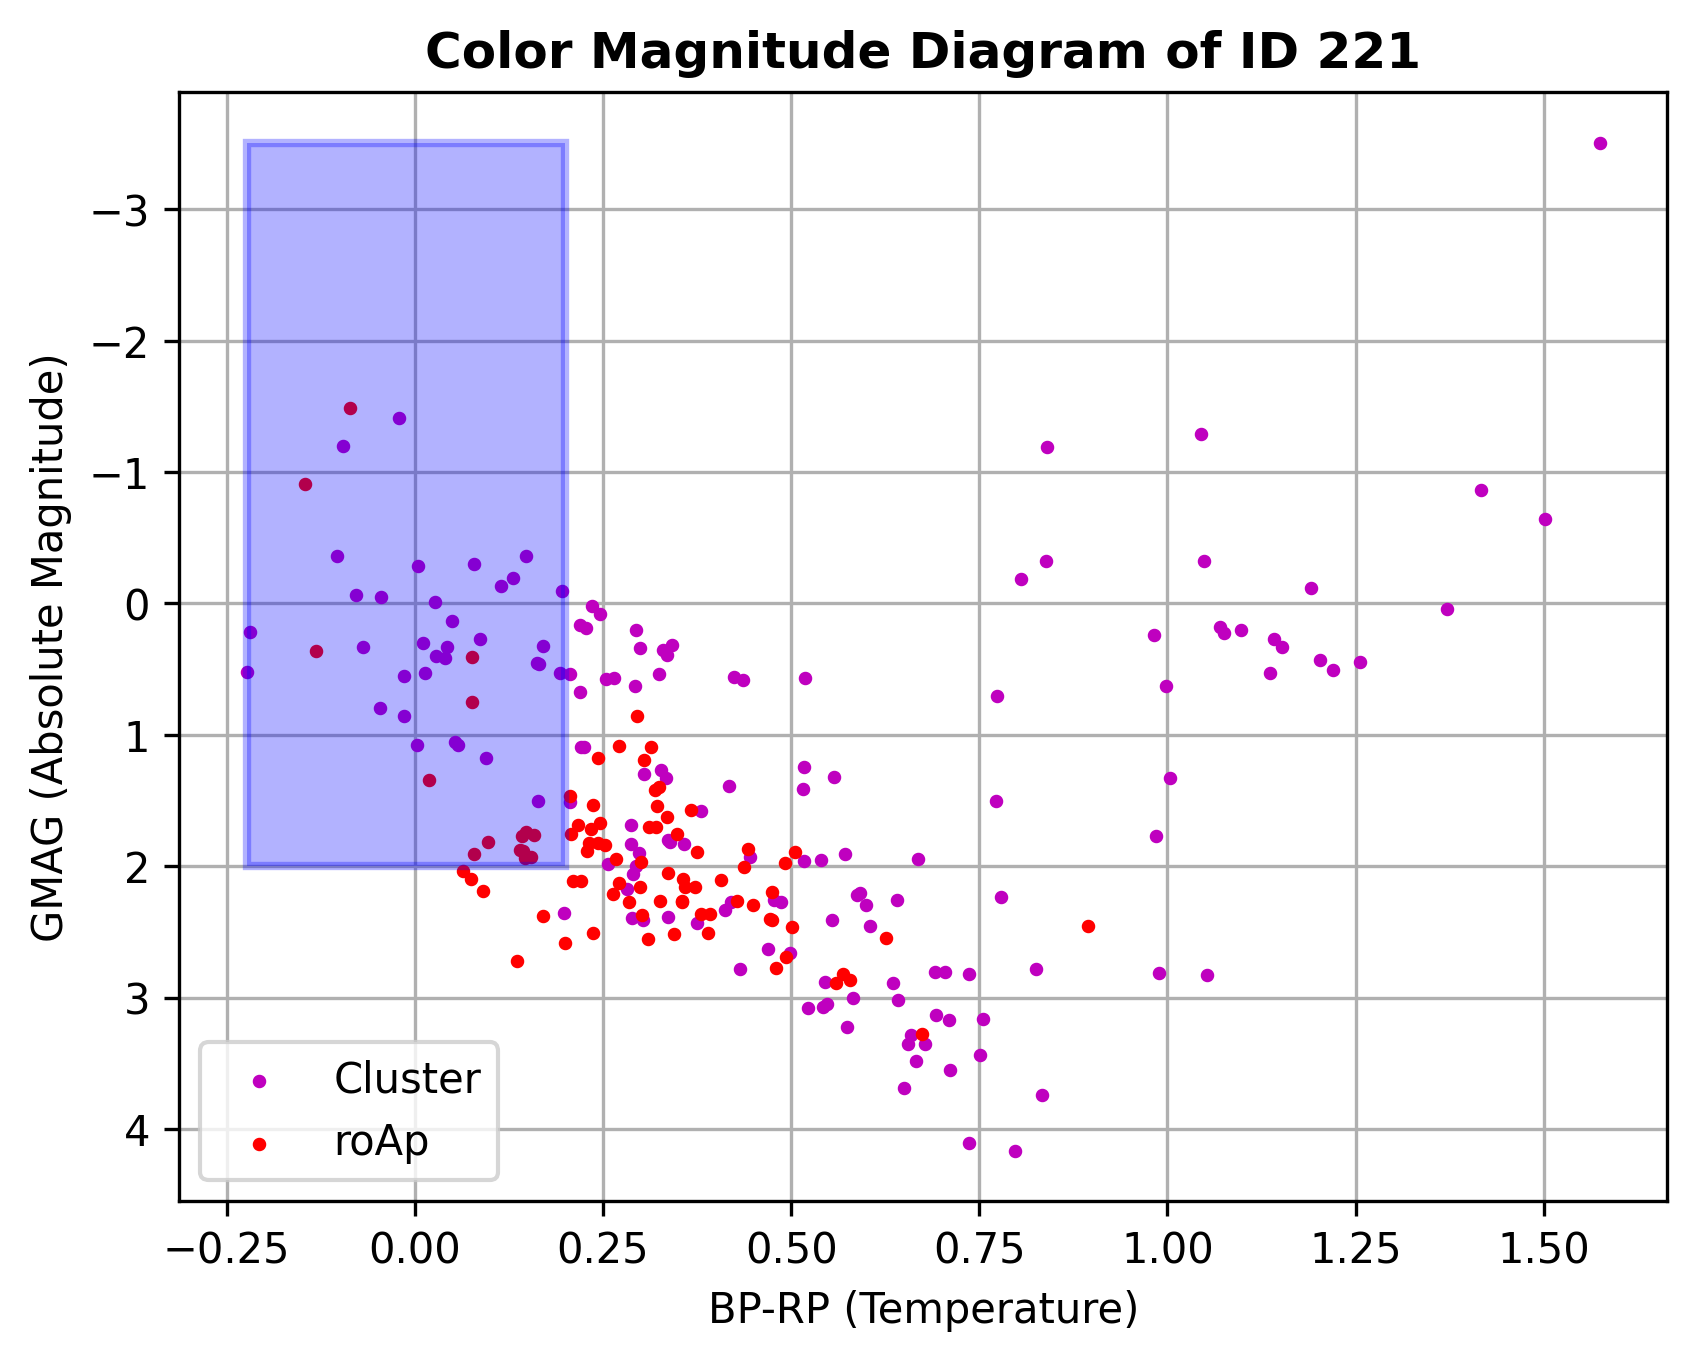 Color Magnitude Diagram of ID 221
GMAG (Absolute Magnitude)
−3
−2
−1
0
1
2
3
4
Cluster
roAp
−0.25 0.00 0.25 0.50 0.75 1.00 1.25 1.50
BP-RP (Temperature)